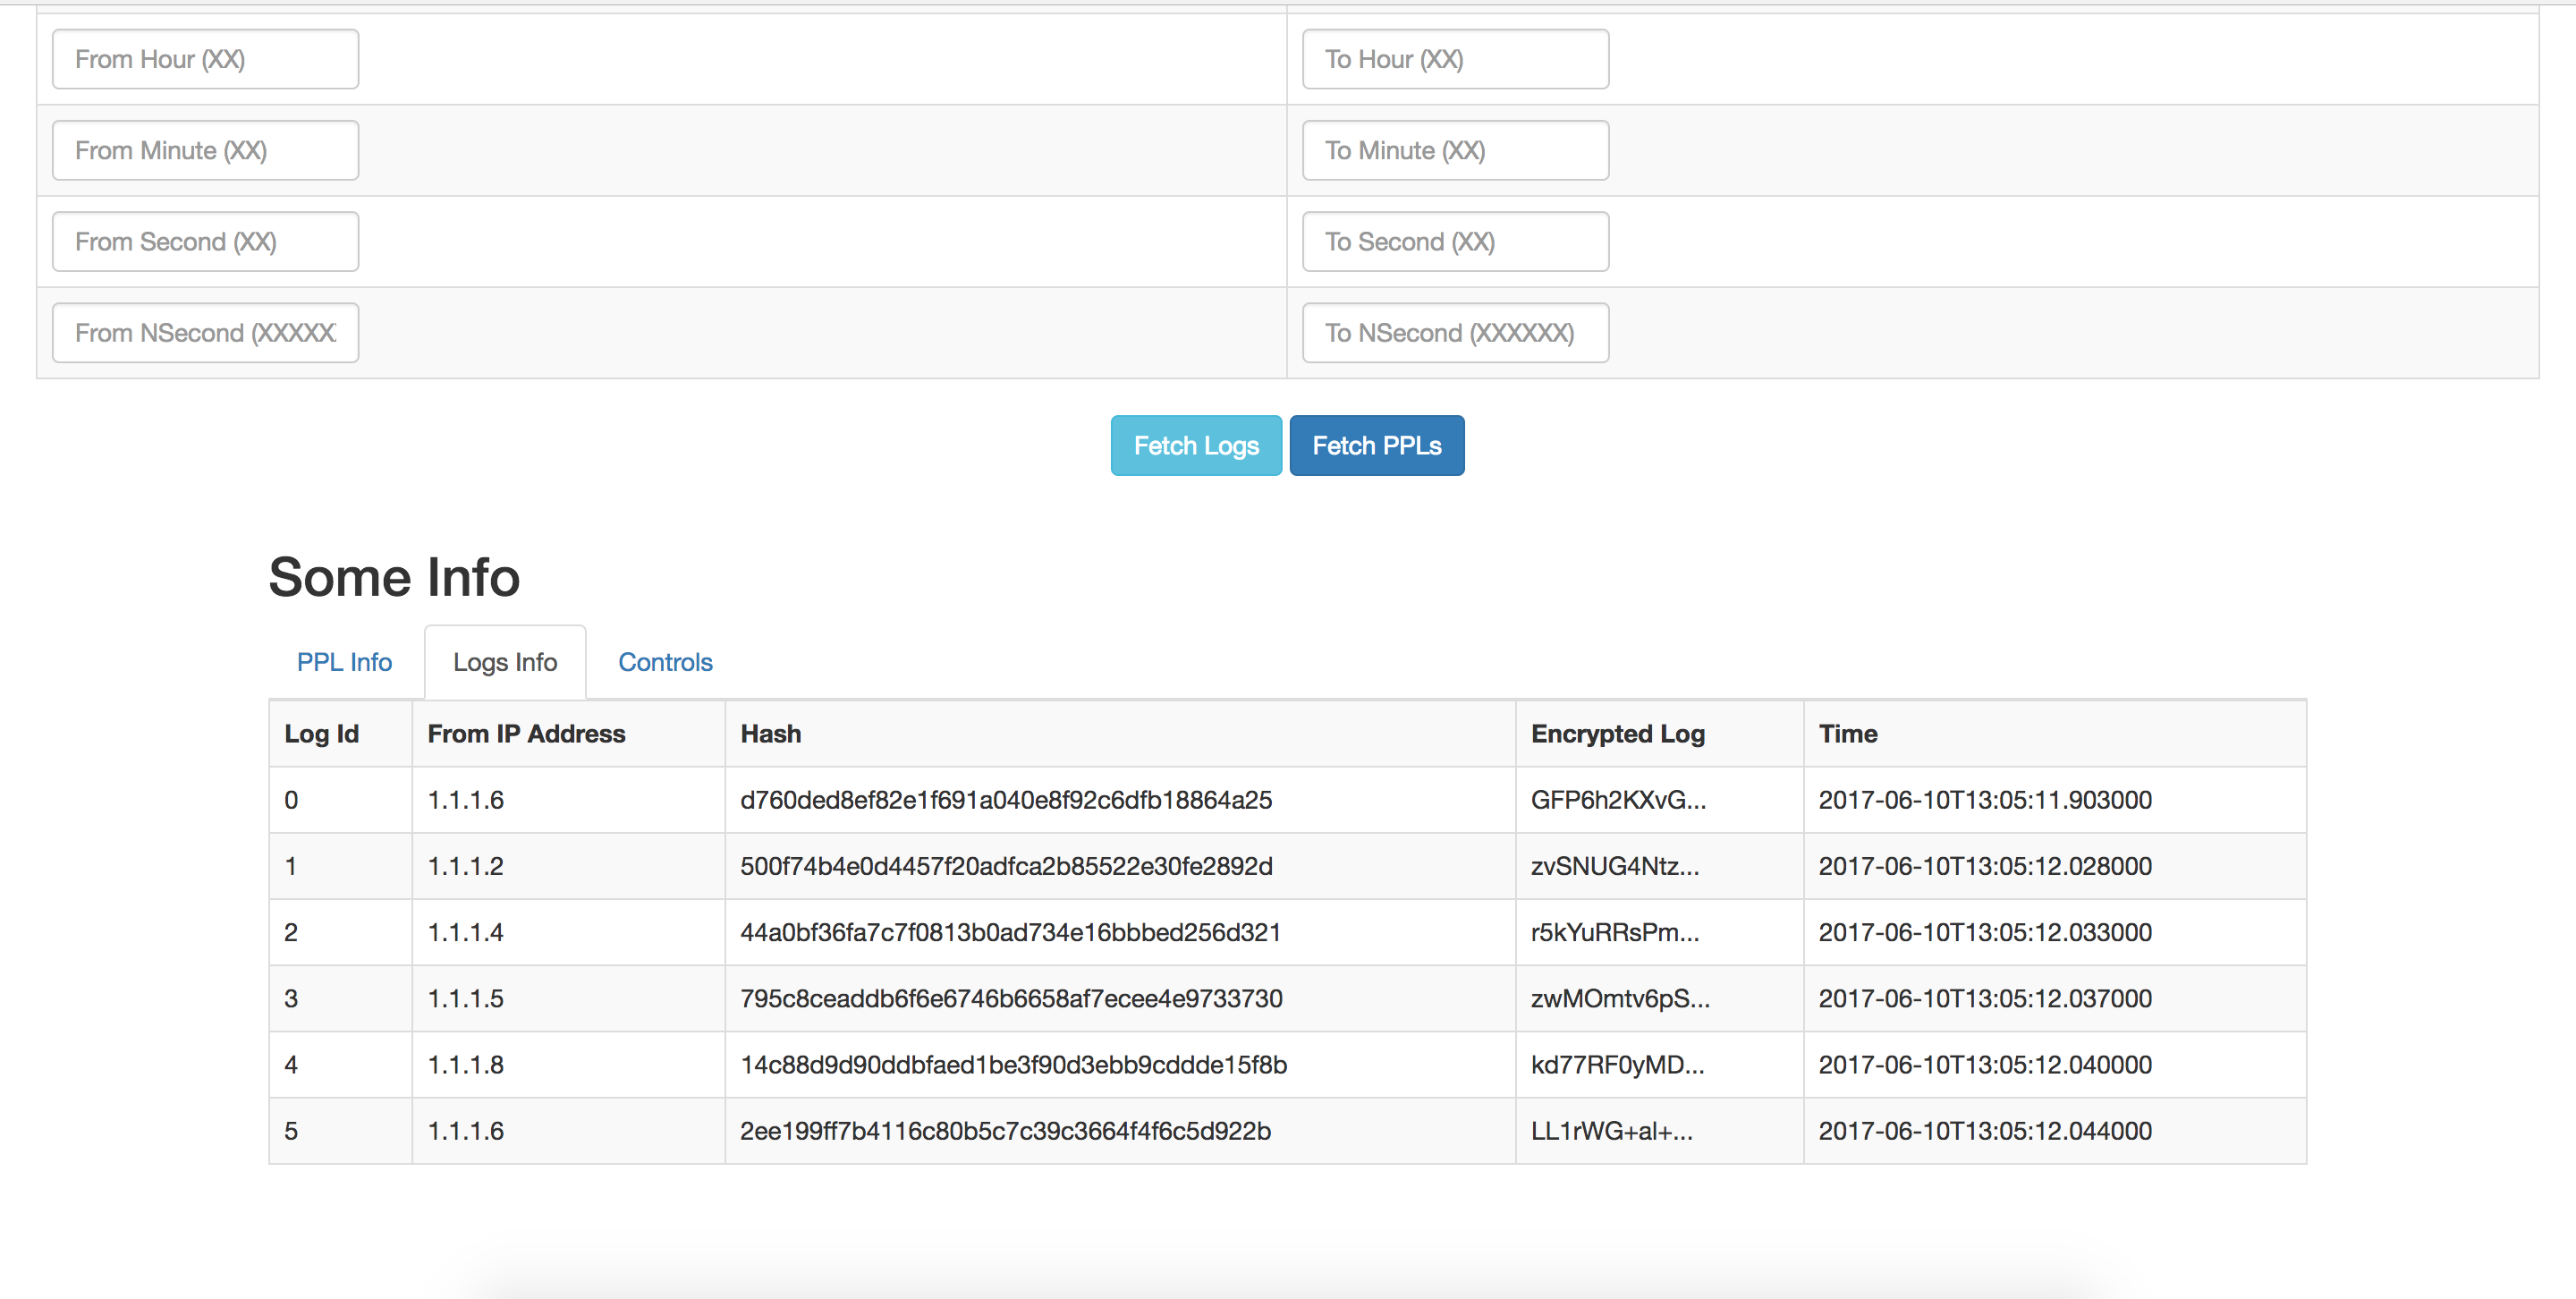 From Hour (XX) To Hour (XX)
From Minute (XX) To Minute (XX)
From Second (XX) To Second (XX)
From NSecond (XXXXX To NSecond (XXXXXX)
Fetch Logs Fetch PPLs
Some Info
PPL Info Logs Info Controls
Log Id From IP Address Hash Encrypted Log Time
0 1.1.1.6 d760ded8ef82e1f691a040e8f92c6dfb18864a25 GFP6h2KXvG... 2017-06-10T13:05:11.903000
1 1.1.1.2 500f74b4e0d4457f20adfca2b85522e30fe2892d zvSNUG4Ntz... 2017-06-10T13:05:12.028000
2 1.1.1.4 44a0bf36fa7c7f0813b0ad734e16bbbed256d321 r5kYuRRsPm... 2017-06-10T13:05:12.033000
3 1.1.1.5 795c8ceaddb6f6e6746b6658af7ecee4e9733730 zwMOmtv6pS... 2017-06-10T13:05:12.037000
4 1.1.1.8 14c88d9d90ddbfaed1be3f90d3ebb9cddde15f8b kd77RF0yMD... 2017-06-10T13:05:12.040000
5 1.1.1.6 2ee199ff7b4116c80b5c7c39c3664f4f6c5d922b LL1rWG+al+... 2017-06-10T13:05:12.044000